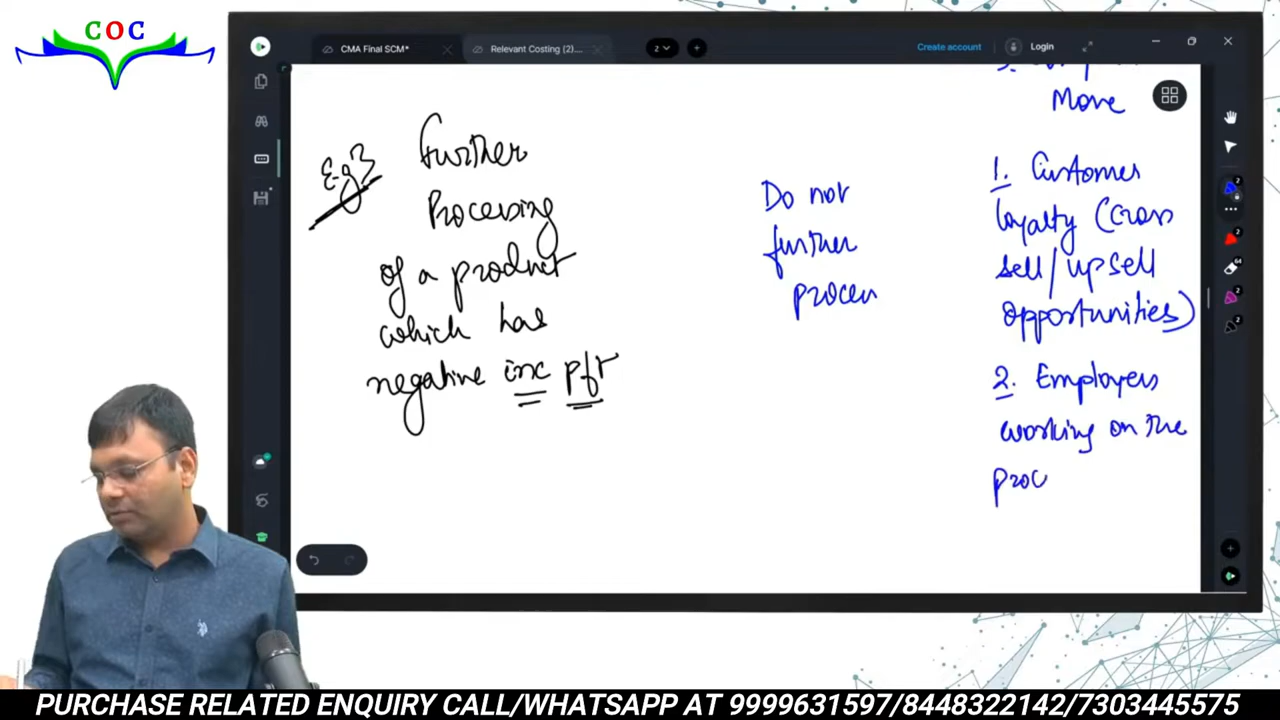 COC
CMA Final SCM*
Relevant Costing (2)....
2
Create account
Login
Move
E.g 3
Further
Processing
of a product
which has
negative inc pft
Do not
further
process
1. Customer
loyalty (cross
sell/upsell
opportunities)
2. Employees
working on the
proc
PURCHASE RELATED ENQUIRY CALL/WHATSAPP AT 9999631597/8448322142/7303445575